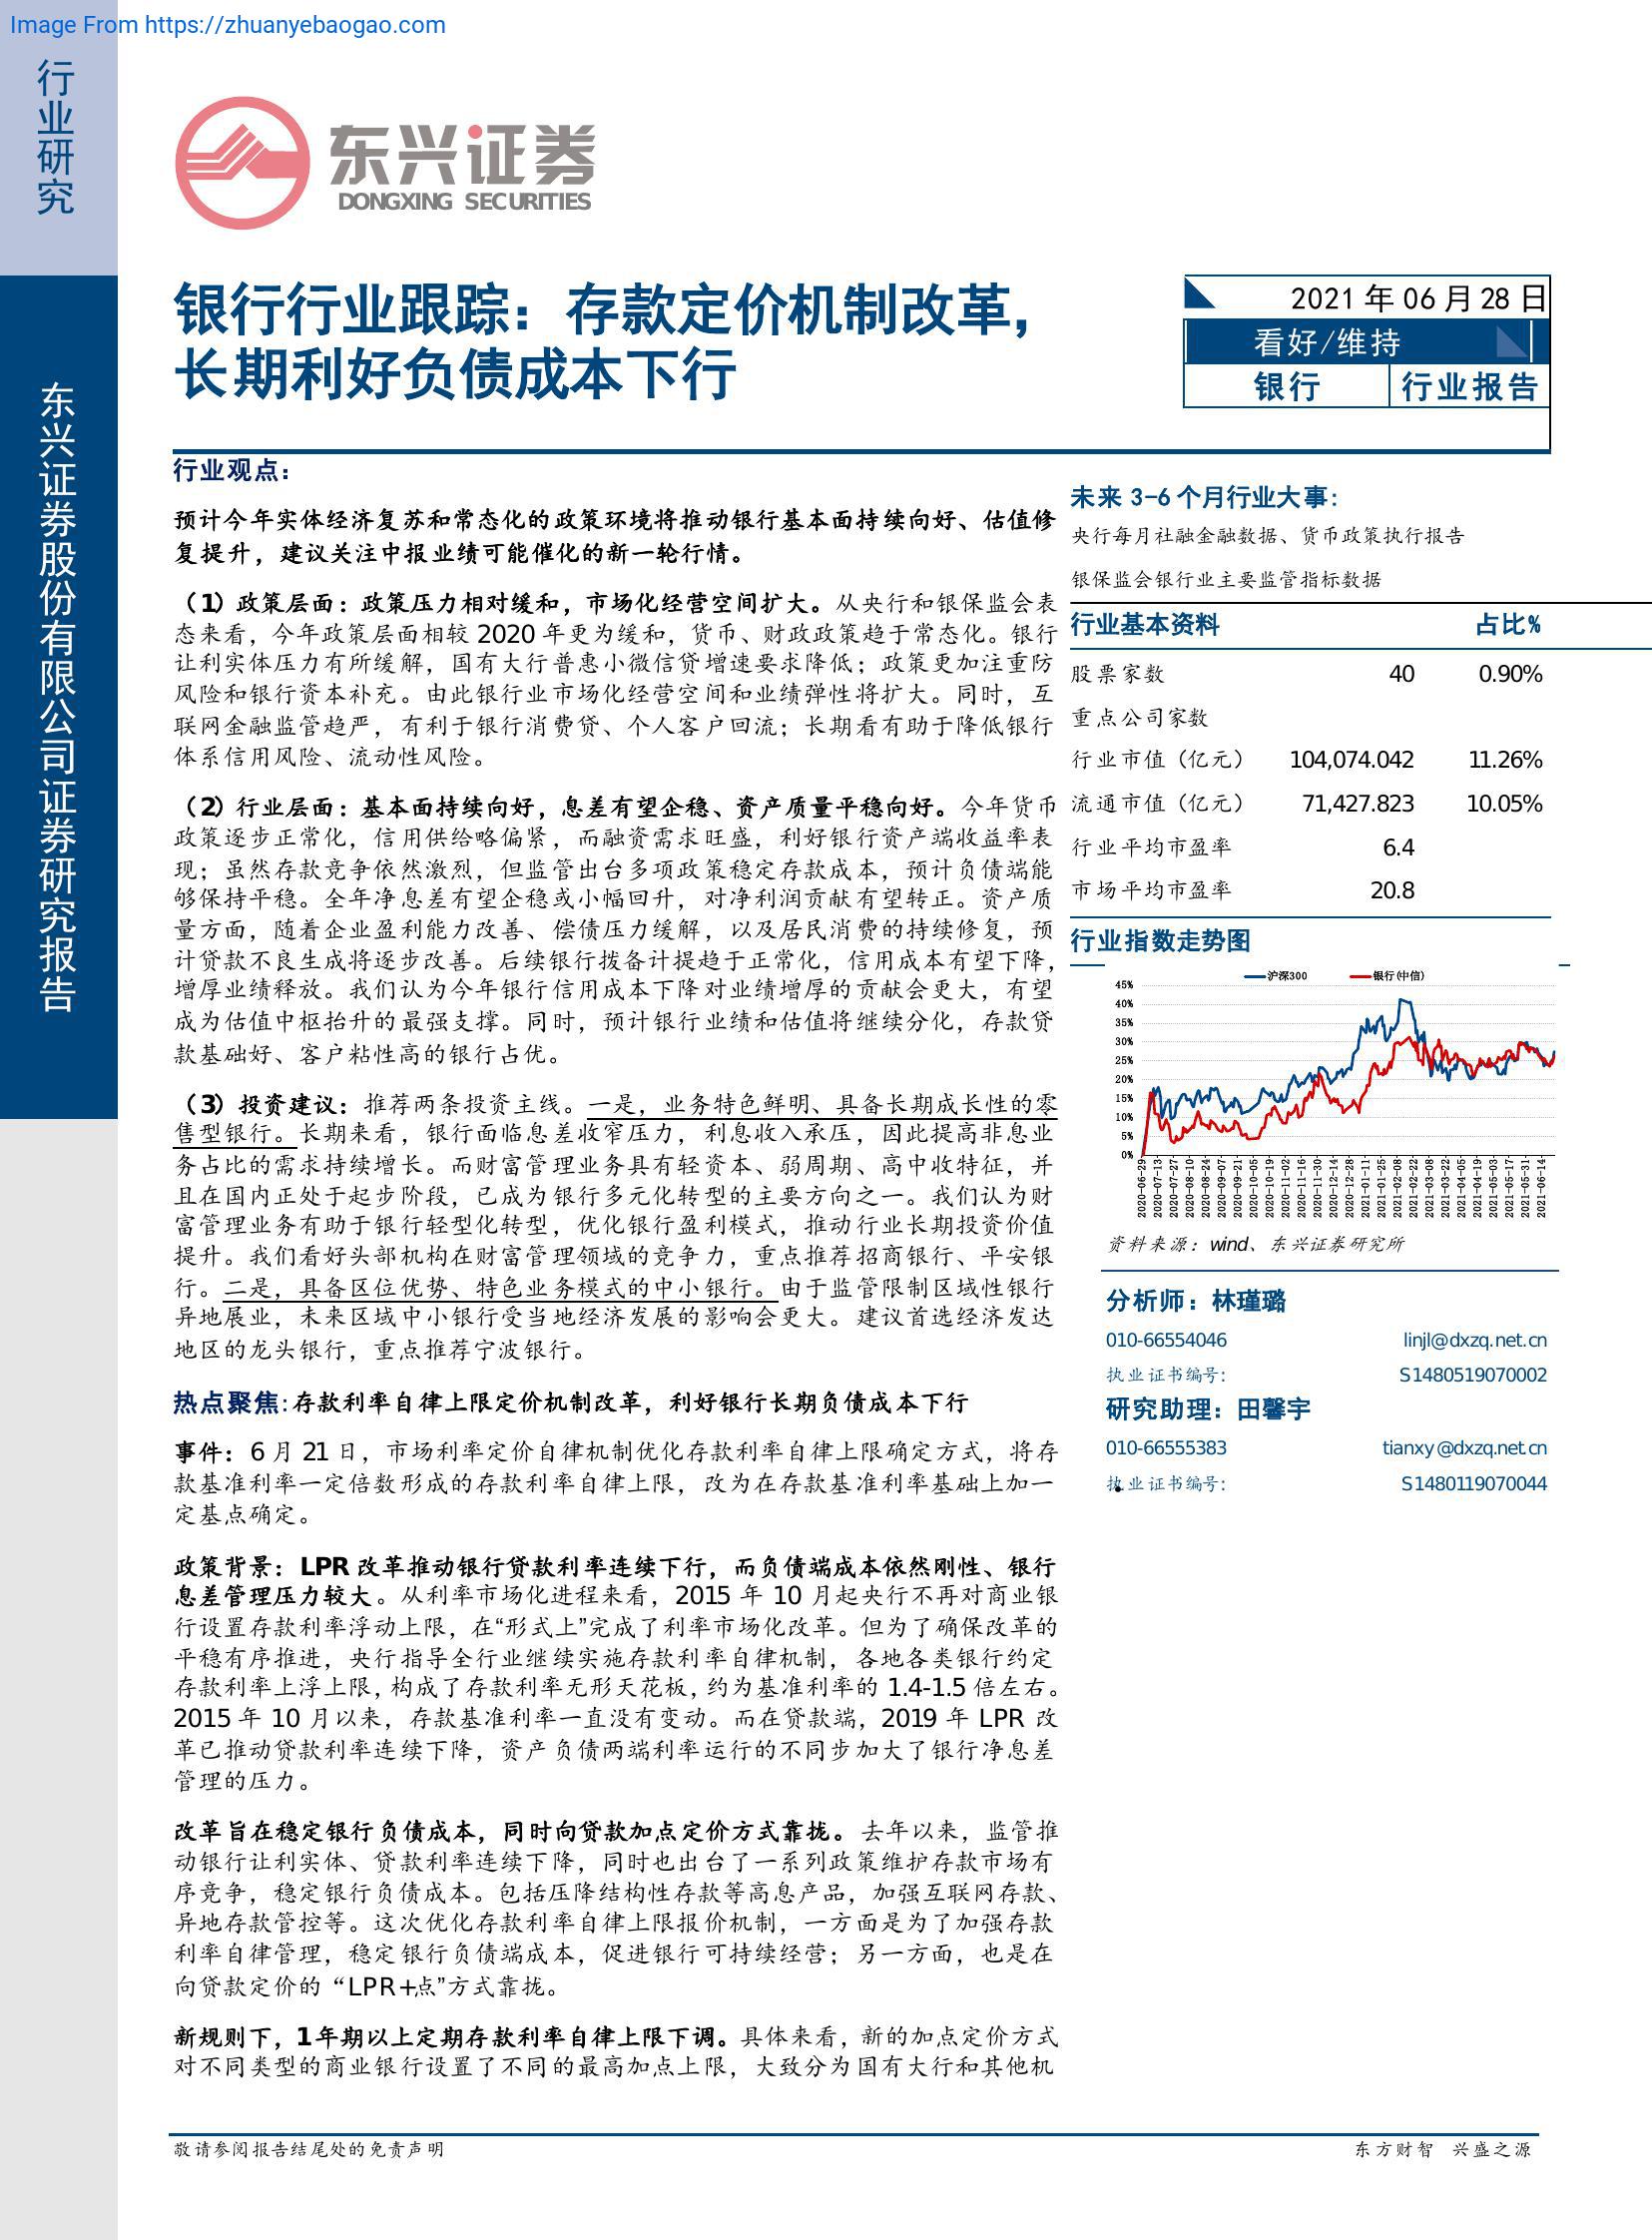 Image From https://zhuanyebaogao.com
行业研究
东兴证券股份有限公司证券研究报告
东兴证券
DONGXING SECURITIES
银行行业跟踪：存款定价机制改革，
长期利好负债成本下行
2021 年 06 月 28 日
看好/维持
银行 行业报告
行业观点：
预计今年实体经济复苏和常态化的政策环境将推动银行基本面持续向好、估值修
复提升，建议关注中报业绩可能催化的新一轮行情。
（1）政策层面：政策压力相对缓和，市场化经营空间扩大。从央行和银保监会表
态来看，今年政策层面相较 2020 年更为缓和，货币、财政政策趋于常态化。银行
让利实体压力有所缓解，国有大行普惠小微信贷增速要求降低；政策更加注重防
风险和银行资本补充。由此银行业市场化经营空间和业绩弹性将扩大。同时，互
联网金融监管趋严，有利于银行消费贷、个人客户回流；长期看有助于降低银行
体系信用风险、流动性风险。
（2）行业层面：基本面持续向好，息差有望企稳、资产质量平稳向好。今年货币
政策逐步正常化，信用供给略偏紧，而融资需求旺盛，利好银行资产端收益率表
现；虽然存款竞争依然激烈，但监管出台多项政策稳定存款成本，预计负债端能
够保持平稳。全年净息差有望企稳或小幅回升，对净利润贡献有望转正。资产质
量方面，随着企业盈利能力改善、偿债压力缓解，以及居民消费的持续修复，预
计贷款不良生成将逐步改善。后续银行拨备计提趋于正常化，信用成本有望下降，
增厚业绩释放。我们认为今年银行信用成本下降对业绩增厚的贡献会更大，有望
成为估值中枢抬升的最强支撑。同时，预计银行业绩和估值将继续分化，存款贷
款基础好、客户粘性高的银行占优。
（3）投资建议：推荐两条投资主线。一是，业务特色鲜明、具备长期成长性的零
售型银行。长期来看，银行面临息差收窄压力，利息收入承压，因此提高非息业
务占比的需求持续增长。而财富管理业务具有轻资本、弱周期、高中收特征，并
且在国内正处于起步阶段，已成为银行多元化转型的主要方向之一。我们认为财
富管理业务有助于银行轻型化转型，优化银行盈利模式，推动行业长期投资价值
提升。我们看好头部机构在财富管理领域的竞争力，重点推荐招商银行、平安银
行。二是，具备区位优势、特色业务模式的中小银行。由于监管限制区域性银行
异地展业，未来区域中小银行受当地经济发展的影响会更大。建议首选经济发达
地区的龙头银行，重点推荐宁波银行。
热点聚焦：存款利率自律上限定价机制改革，利好银行长期负债成本下行
事件：6 月 21 日，市场利率定价自律机制优化存款利率自律上限确定方式，将存
款基准利率一定倍数形成的存款利率自律上限，改为在存款基准利率基础上加一
定基点确定。
政策背景：LPR 改革推动银行贷款利率连续下行，而负债端成本依然刚性、银行
息差管理压力较大。从利率市场化进程来看，2015 年 10 月起央行不再对商业银
行设置存款利率浮动上限，在“形式上”完成了利率市场化改革。但为了确保改革的
平稳有序推进，央行指导全行业继续实施存款利率自律机制，各地各类银行约定
存款利率上浮上限，构成了存款利率无形天花板，约为基准利率的 1.4-1.5 倍左右。
2015 年 10 月以来，存款基准利率一直没有变动。而在贷款端，2019 年 LPR 改
革已推动贷款利率连续下降，资产负债两端利率运行的不同步加大了银行净息差
管理的压力。
改革旨在稳定银行负债成本，同时向贷款加点定价方式靠拢。去年以来，监管推
动银行让利实体、贷款利率连续下降，同时也出台了一系列政策维护存款市场有
序竞争，稳定银行负债成本。包括压降结构性存款等高息产品，加强互联网存款、
异地存款管控等。这次优化存款利率自律上限报价机制，一方面是为了加强存款
利率自律管理，稳定银行负债端成本，促进银行可持续经营；另一方面，也是在
向贷款定价的“LPR+点”方式靠拢。
新规则下，1 年期以上定期存款利率自律上限下调。具体来看，新的加点定价方式
对不同类型的商业银行设置了不同的最高加点上限，大致分为国有大行和其他机
未来 3-6 个月行业大事：
央行每月社融金融数据、货币政策执行报告
银保监会银行业主要监管指标数据
行业基本资料 占比%
股票家数 40 0.90%
重点公司家数
行业市值（亿元） 104,074.042 11.26%
流通市值（亿元） 71,427.823 10.05%
行业平均市盈率 6.4
市场平均市盈率 20.8
行业指数走势图
沪深300 银行(中信)
45%
40%
35%
30%
25%
20%
15%
10%
5%
0%
2020-06-29 2020-07-13 2020-07-27 2020-08-10 2020-08-24 2020-09-07 2020-09-21 2020-10-05 2020-10-19 2020-11-02 2020-11-16 2020-11-30 2020-12-14 2020-12-28 2021-01-11 2021-01-25 2021-02-08 2021-02-22 2021-03-08 2021-03-22 2021-04-05 2021-04-19 2021-05-03 2021-05-17 2021-05-31 2021-06-14
资料来源：wind、东兴证券研究所
分析师：林瑾璐
010-66554046 linjl@dxzq.net.cn
执业证书编号: S1480519070002
研究助理：田馨宇
010-66555383 tianxy@dxzq.net.cn
执业证书编号: S1480119070044
敬请参阅报告结尾处的免责声明
东方财智 兴盛之源